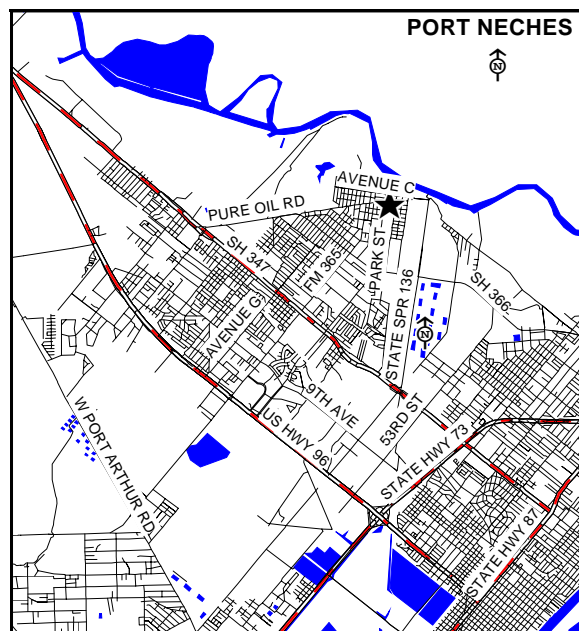 PORT NECHES
N
AVENUE C
PURE OIL RD
SH 347
FM 365
PARK ST
STATE SPR 136
SH 366
AVENUE G
N
9TH AVE
53RD ST
US HWY 96
STATE HWY 73
W PORT ARTHUR RD
STATE HWY 87